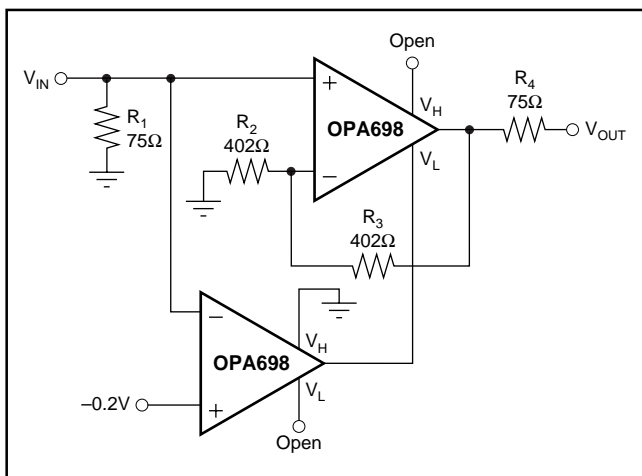 Open
V_IN
R_1
75Ω
R_2
402Ω
+
OPA698
−
V_H
V_L
R_4
75Ω
V_OUT
R_3
402Ω
−
OPA698
+
V_H
V_L
–0.2V
Open